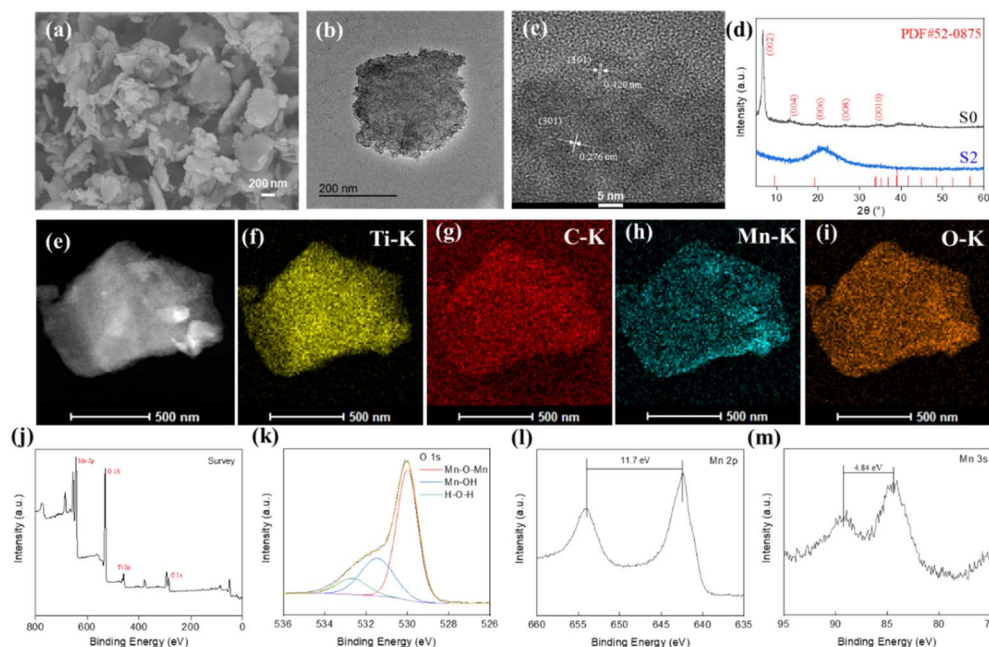 (a)
200 nm
(b)
200 nm
(c)
(101)
0.420 nm
(301)
0.276 nm
5 nm
(d)
PDF#52-0875
(002)
(004)
(006)
(008)
(0010)
S0
S2
Intensity (a.u.)
10 20 30 40 50 60
2θ (°)
(e)
500 nm
(f)
Ti-K
500 nm
(g)
C-K
500 nm
(h)
Mn-K
500 nm
(i)
O-K
500 nm
(j)
Survey
Mn 2p
O 1S
Ti 2p
C 1s
Intensity (a.u.)
800 600 400 200 0
Binding Energy (eV)
(k)
O 1s
Mn-O-Mn
Mn-OH
H-O-H
Intensity (a.u.)
536 534 532 530 528 526
Binding Energy (eV)
(l)
Mn 2p
11.7 eV
Intensity (a.u.)
660 655 650 645 640 635
Binding Energy (eV)
(m)
Mn 3s
4.84 eV
Intensity (a.u.)
95 90 85 80 75
Binding Energy (eV)